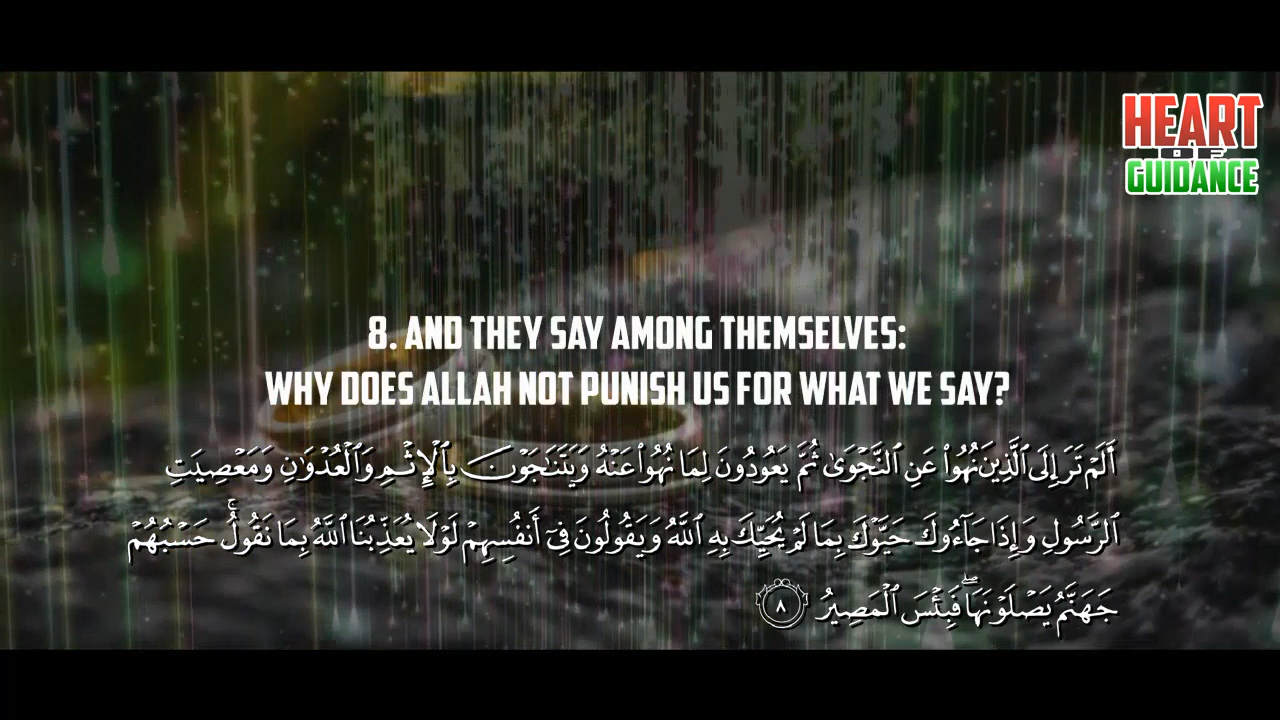 HEART
OF
GUIDANCE
8. AND THEY SAY AMONG THEMSELVES:
WHY DOES ALLAH NOT PUNISH US FOR WHAT WE SAY?
أَلَمْ تَرَ إِلَى ٱلَّذِينَ نُهُوا۟ عَنِ ٱلنَّجْوَىٰ ثُمَّ يَعُودُونَ لِمَا نُهُوا۟ عَنْهُ وَيَتَنَـٰجَوْنَ بِٱلْإِثْمِ وَٱلْعُدْوَٰنِ وَمَعْصِيَتِ
ٱلرَّسُولِ وَإِذَا جَآءُوكَ حَيَّوْكَ بِمَا لَمْ يُحَيِّكَ بِهِ ٱللَّهُ وَيَقُولُونَ فِىٓ أَنفُسِهِمْ لَوْلَا يُعَذِّبُنَا ٱللَّهُ بِمَا نَقُولُ ۚ حَسْبُهُمْ
جَهَنَّمُ يَصْلَوْنَهَا ۖ فَبِئْسَ ٱلْمَصِيرُ ٨